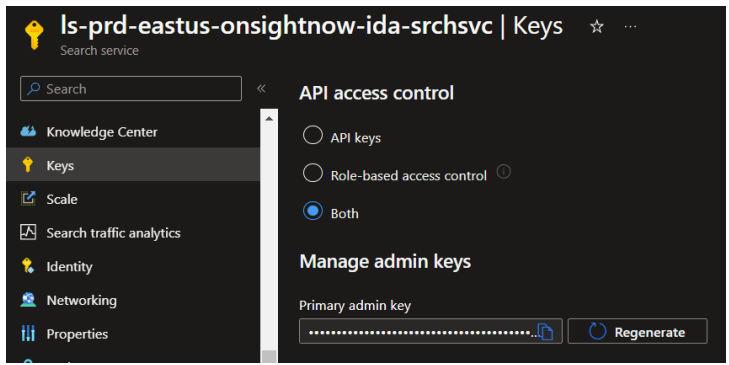 ls-prd-eastus-onsightnow-ida-srchsvc | Keys
Search service
Search
Knowledge Center
Keys
Scale
Search traffic analytics
Identity
Networking
Properties
API access control
API keys
Role-based access control
Both
Manage admin keys
Primary admin key
Regenerate